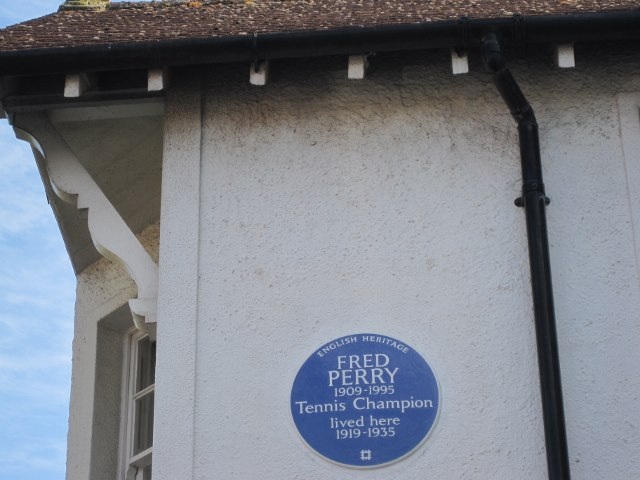 ENGLISH HERITAGE
FRED
PERRY
1909-1995
Tennis Champion
lived here
1919-1935